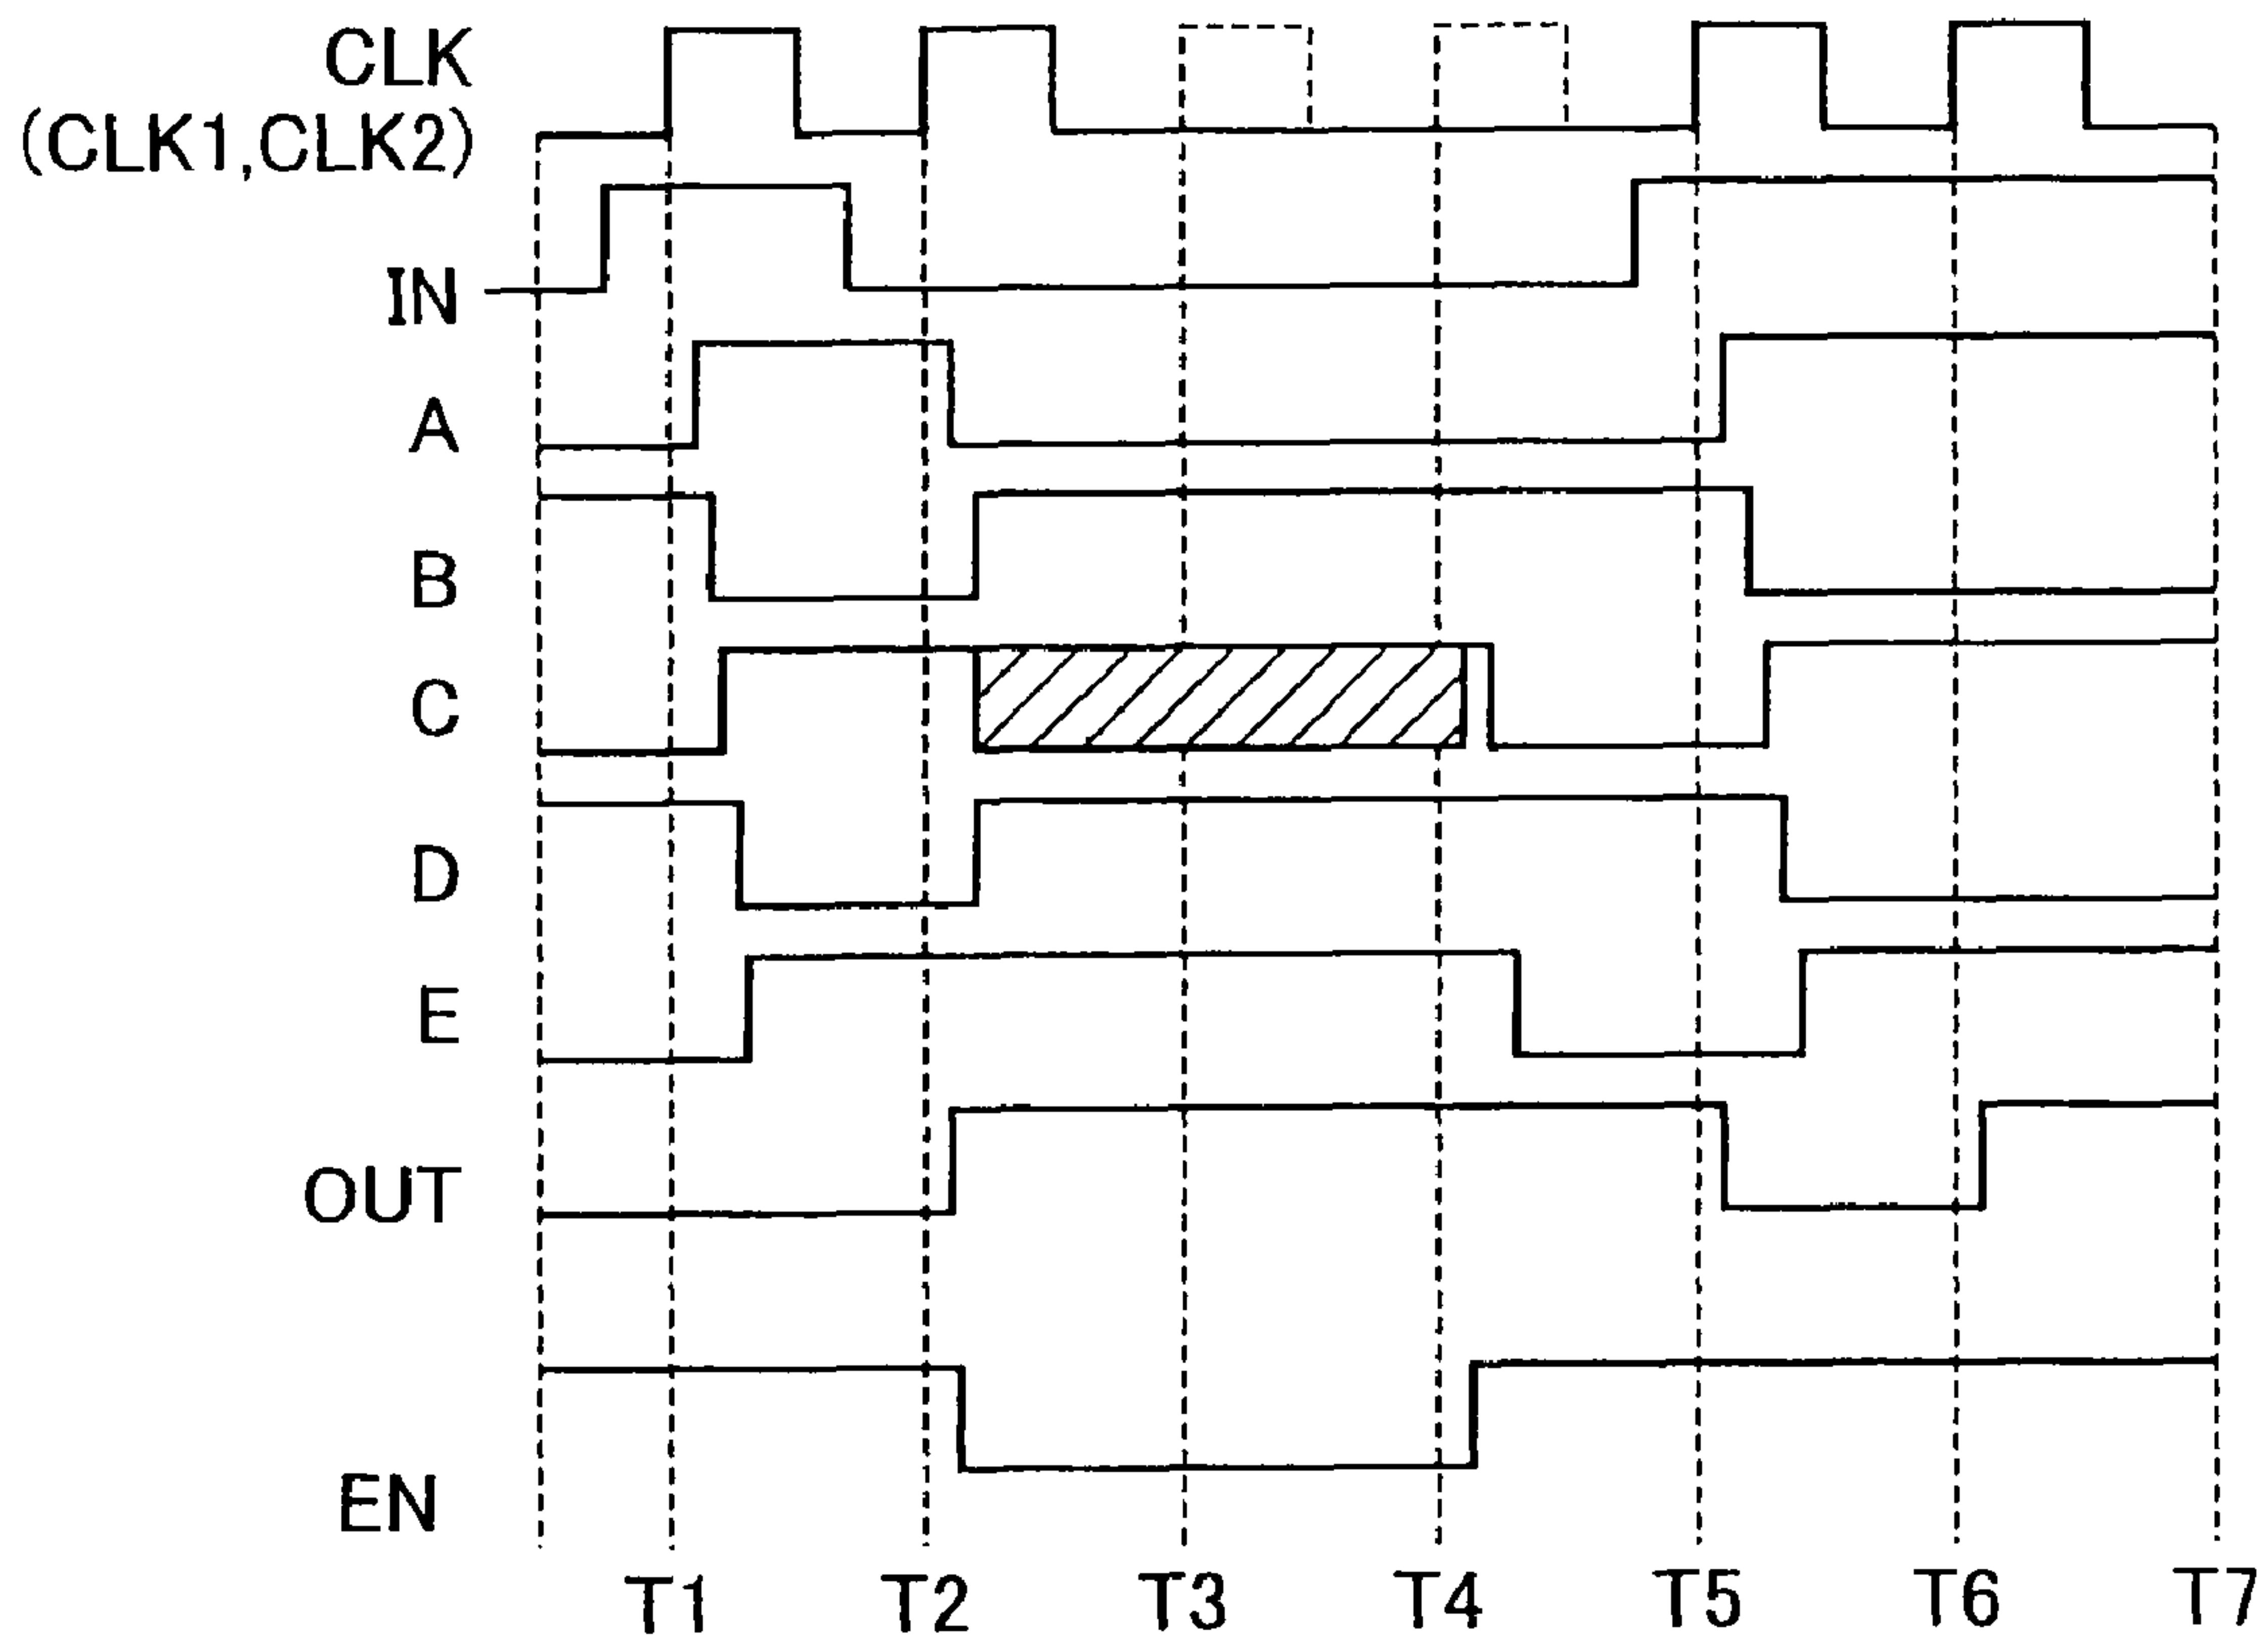 CLK
(CLK1,CLK2)
IN
A
B
C
D
E
OUT
EN
T1 T2 T3 T4 T5 T6 T7